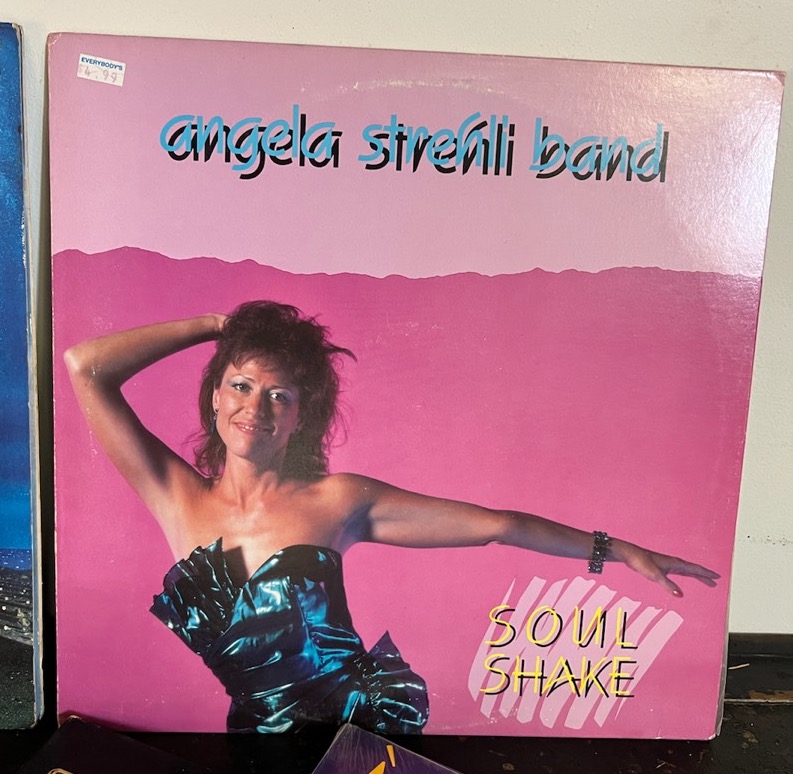 EVERYBODY'S
$4.99
angela strehli band
SOUL
SHAKE